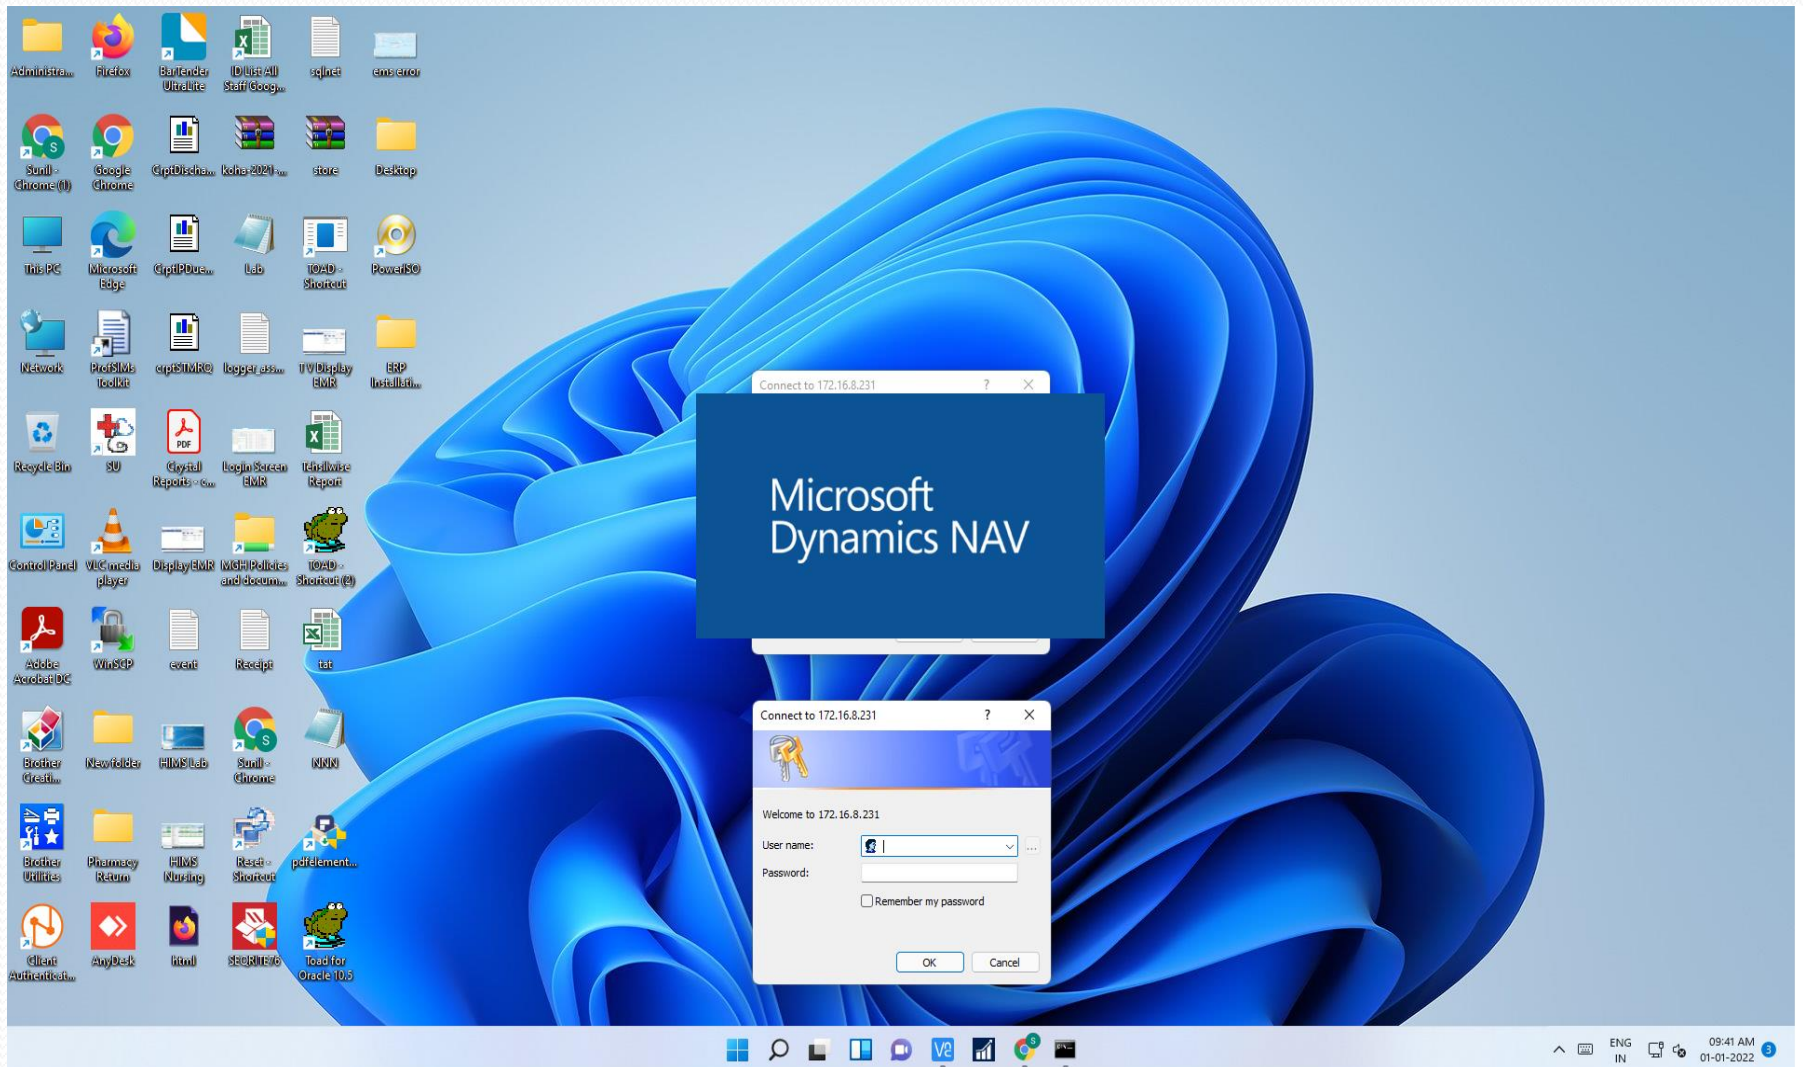 Administra...
Firefox
BarTender
UltraLite
ID List All
Staff Goog...
sqlnet
ems error
Sunil -
Chrome (1)
Google
Chrome
CrptDischa...
koha-2021-...
store
Desktop
This PC
Microsoft
Edge
CrptIPDue...
Lab
TOAD -
Shortcut
PowerISO
Network
ProfSIMs
Toolkit
crptSTMRQ
logger_ass...
TV Display
EMR
ERP
Installati...
Recycle Bin
SU
Crystal
Reports - c...
Login Screen
EMR
Tehsilwise
Report
Control Panel
VLC media
player
Display EMR
MGH Policies
and docum...
TOAD -
Shortcut (2)
Adobe
Acrobat DC
WinSCP
event
Receipt
tat
Brother
Creati...
New folder
HIMS Lab
Sunil -
Chrome
NNN
Brother
Utilities
Pharmacy
Return
HIMS
Nursing
Reset -
Shortcut
pdfelement...
Client
Authenticat...
AnyDesk
html
SEQRITE76
Toad for
Oracle 10.5
Connect to 172.16.8.231
Microsoft
Dynamics NAV
Connect to 172.16.8.231
Welcome to 172.16.8.231
User name:
Password:
Remember my password
OK
Cancel
ENG
IN
09:41 AM
01-01-2022
3